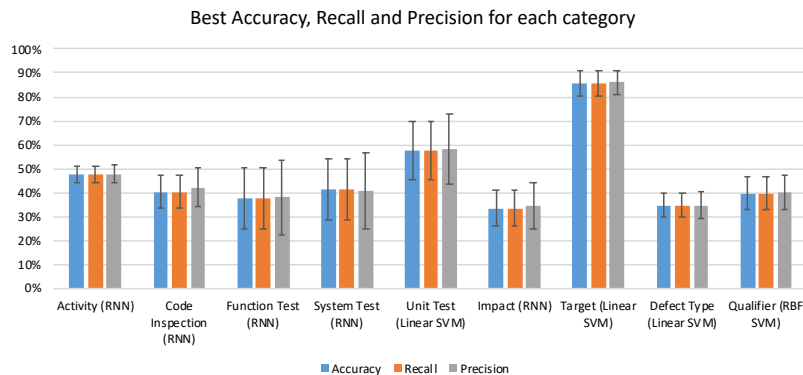 Best Accuracy, Recall and Precision for each category
100%
90%
80%
70%
60%
50%
40%
30%
20%
10%
0%
Activity (RNN)
Code
Inspection
(RNN)
Function Test
(RNN)
System Test
(RNN)
Unit Test
(Linear SVM)
Impact (RNN)
Target (Linear
SVM)
Defect Type
(Linear SVM)
Qualifier (RBF
SVM)
Accuracy Recall Precision